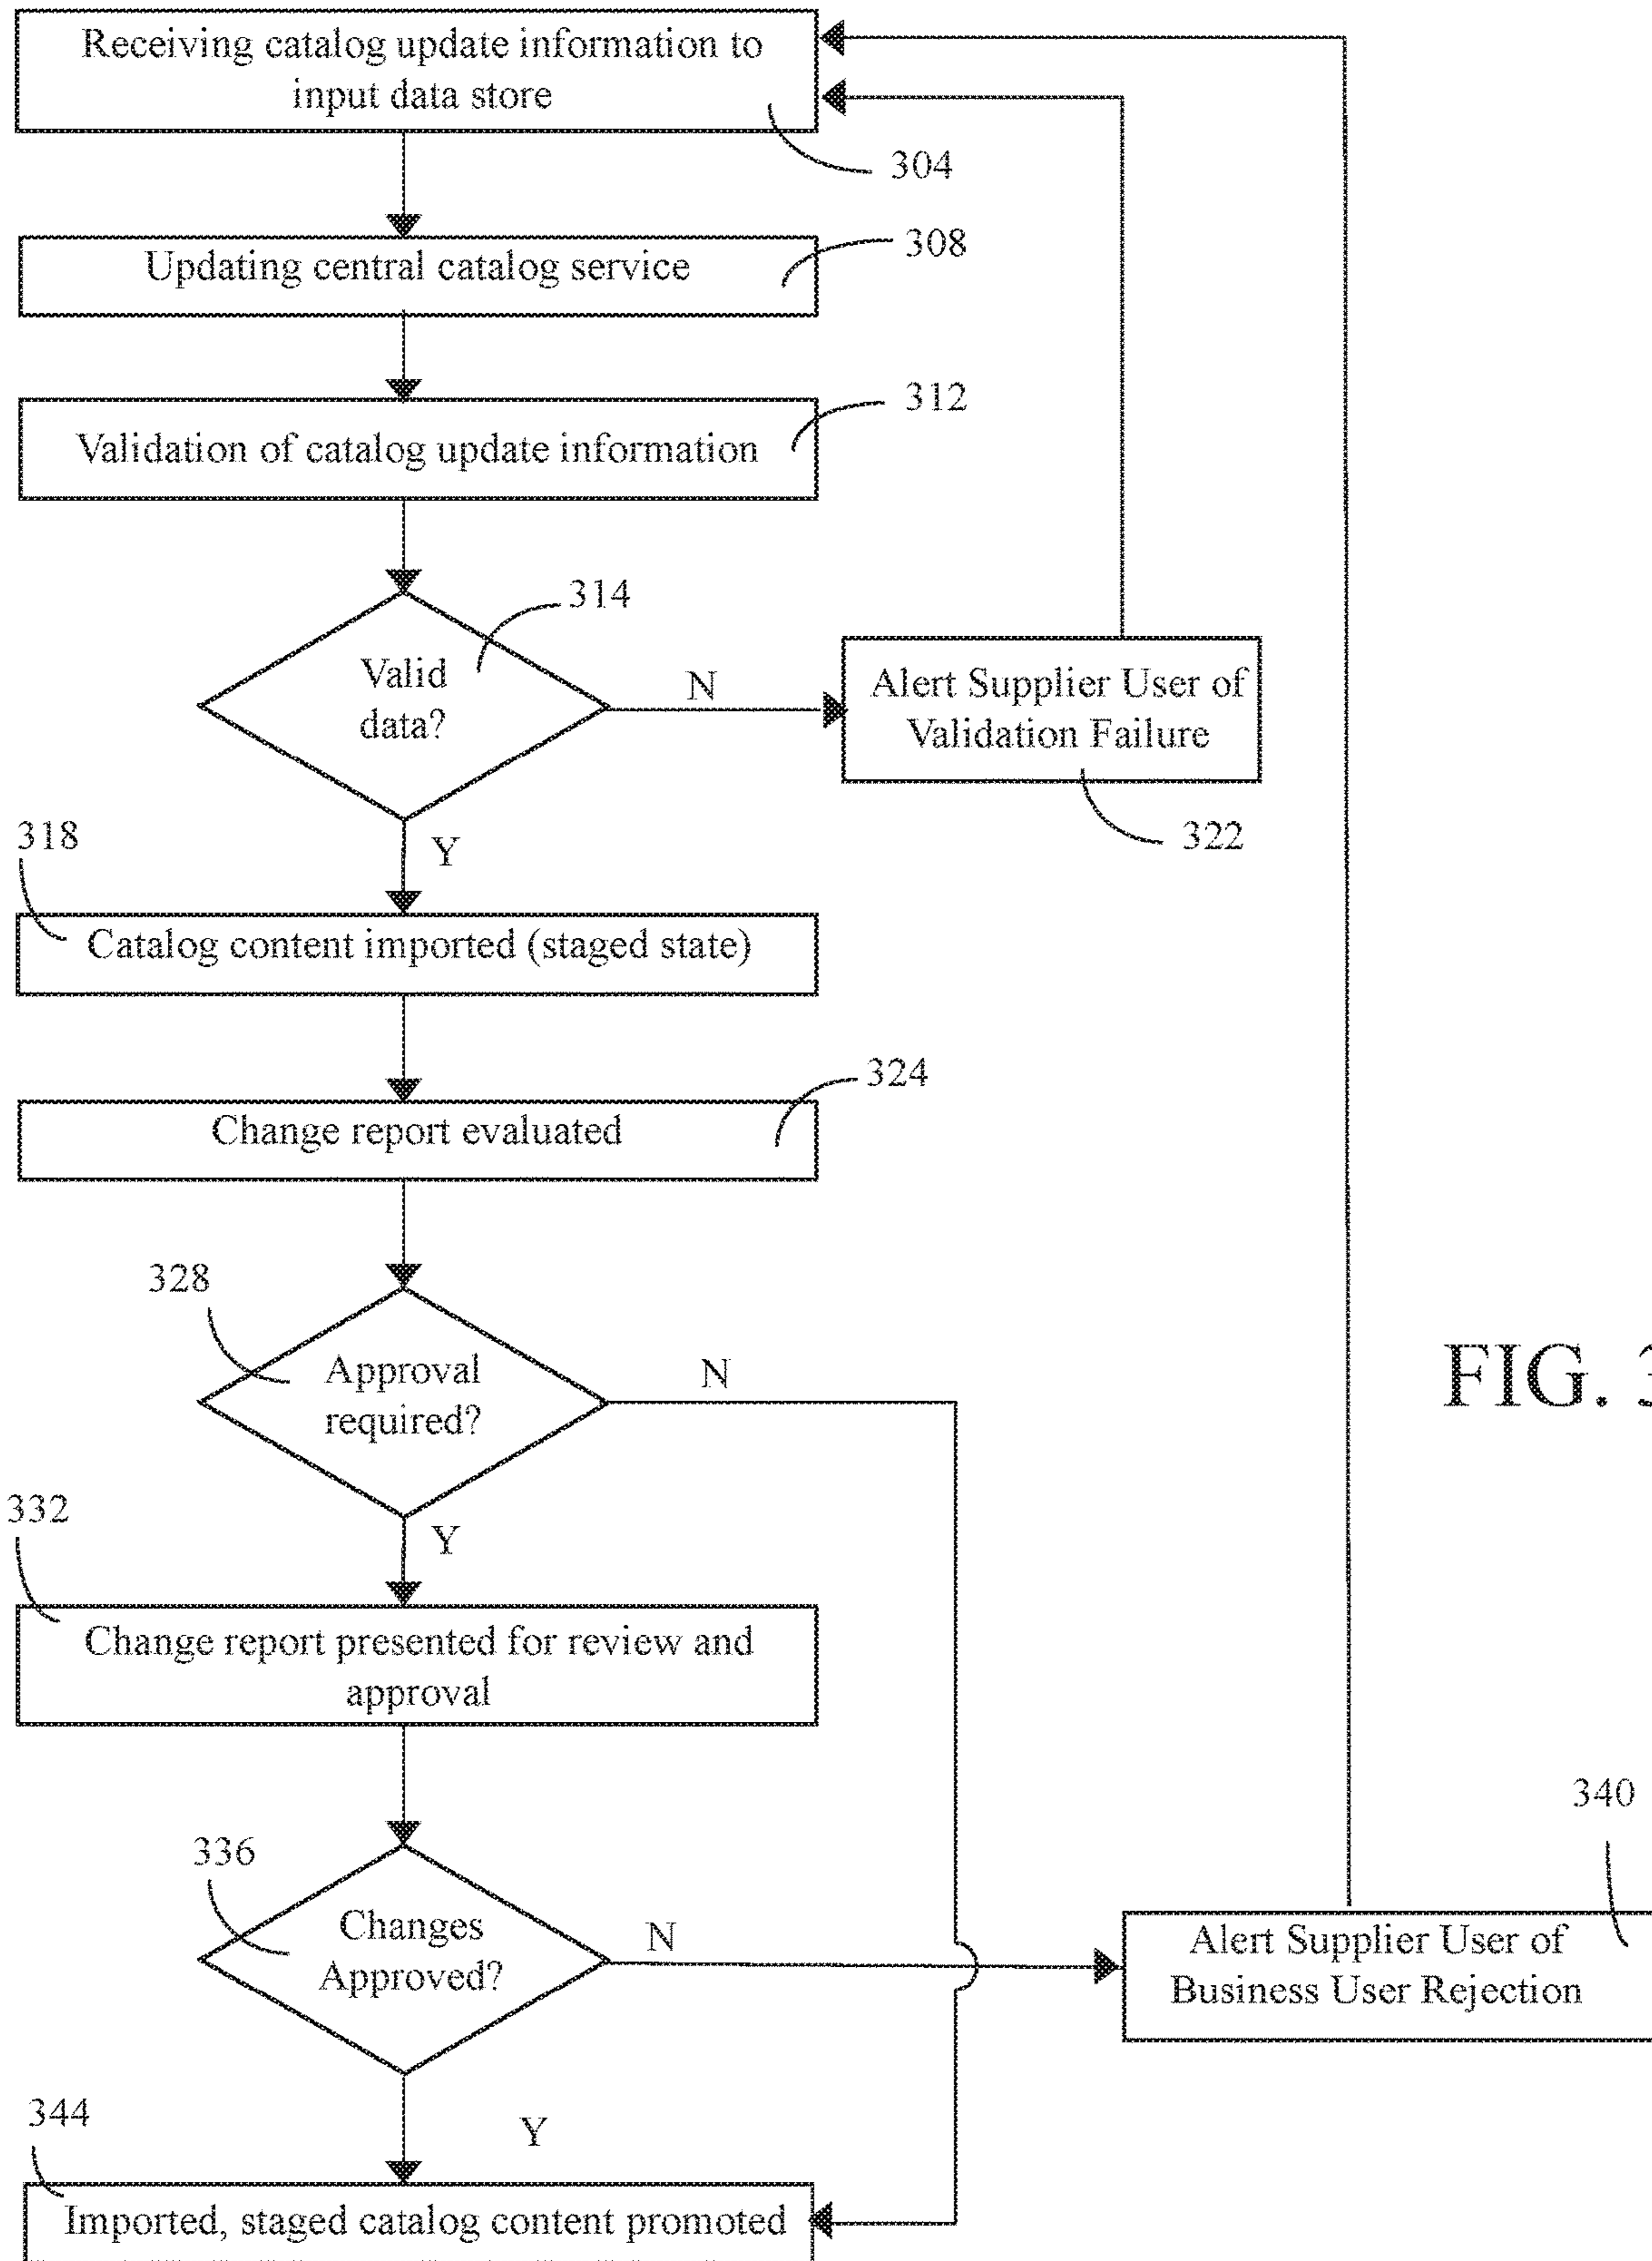 Receiving catalog update information to
input data store
304
Updating central catalog service
308
312
Validation of catalog update information
314
Valid
data?
N
Alert Supplier User of
Validation Failure
322
318
Y
Catalog content imported (staged state)
324
Change report evaluated
328
Approval
required?
N
FIG. 3
332
Y
Change report presented for review and
approval
340
336
Changes
Approved?
N
Alert Supplier User of
Business User Rejection
344
Y
Imported, staged catalog content promoted